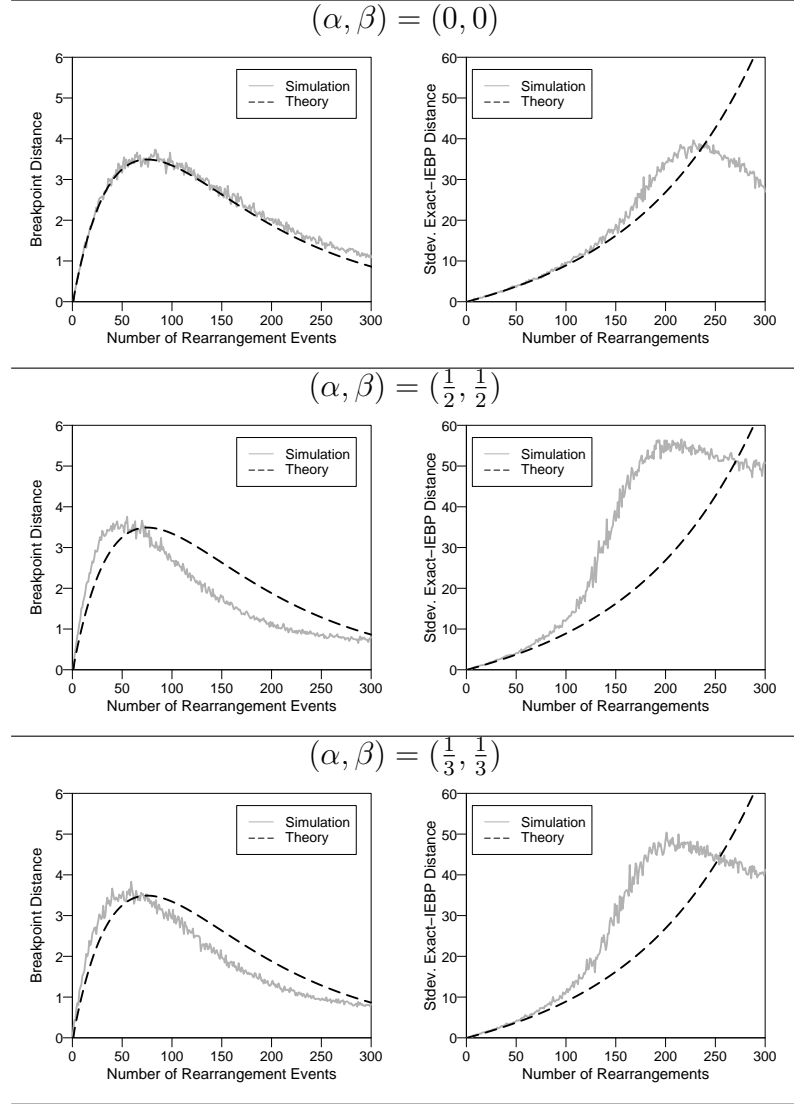 (α, β) = (0, 0)
Breakpoint Distance
6
5
4
3
2
1
0
Simulation
Theory
0 50 100 150 200 250 300
Number of Rearrangement Events
Stdev. Exact−IEBP Distance
60
50
40
30
20
10
0
Simulation
Theory
0 50 100 150 200 250 300
Number of Rearrangements
(α, β) = (1/2, 1/2)
Breakpoint Distance
6
5
4
3
2
1
0
Simulation
Theory
0 50 100 150 200 250 300
Number of Rearrangement Events
Stdev. Exact−IEBP Distance
60
50
40
30
20
10
0
Simulation
Theory
0 50 100 150 200 250 300
Number of Rearrangements
(α, β) = (1/3, 1/3)
Breakpoint Distance
6
5
4
3
2
1
0
Simulation
Theory
0 50 100 150 200 250 300
Number of Rearrangement Events
Stdev. Exact−IEBP Distance
60
50
40
30
20
10
0
Simulation
Theory
0 50 100 150 200 250 300
Number of Rearrangements